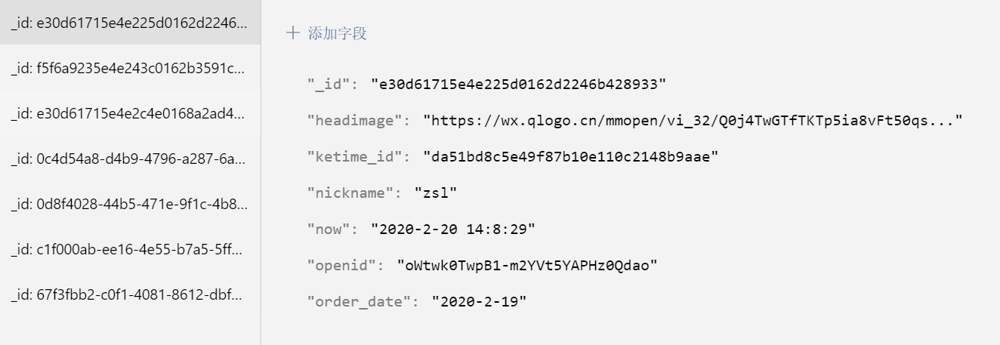 _id: e30d61715e4e225d0162d2246...
_id: f5f6a9235e4e243c0162b3591c...
_id: e30d61715e4e2c4e0168a2ad4...
_id: 0c4d54a8-d4b9-4796-a287-6a...
_id: 0d8f4028-44b5-471e-9f1c-4b8...
_id: c1f000ab-ee16-4e55-b7a5-5ff...
_id: 67f3fbb2-c0f1-4081-8612-dbf...
添加字段
"_id": "e30d61715e4e225d0162d2246b428933"
"headimage": "https://wx.qlogo.cn/mmopen/vi_32/Q0j4TwGTfTKTp5ia8vFt50qs..."
"ketime_id": "da51bd8c5e49f87b10e110c2148b9aae"
"nickname": "zsl"
"now": "2020-2-20 14:8:29"
"openid": "oWtwk0TwpB1-m2YVt5YAPHz0Qdao"
"order_date": "2020-2-19"